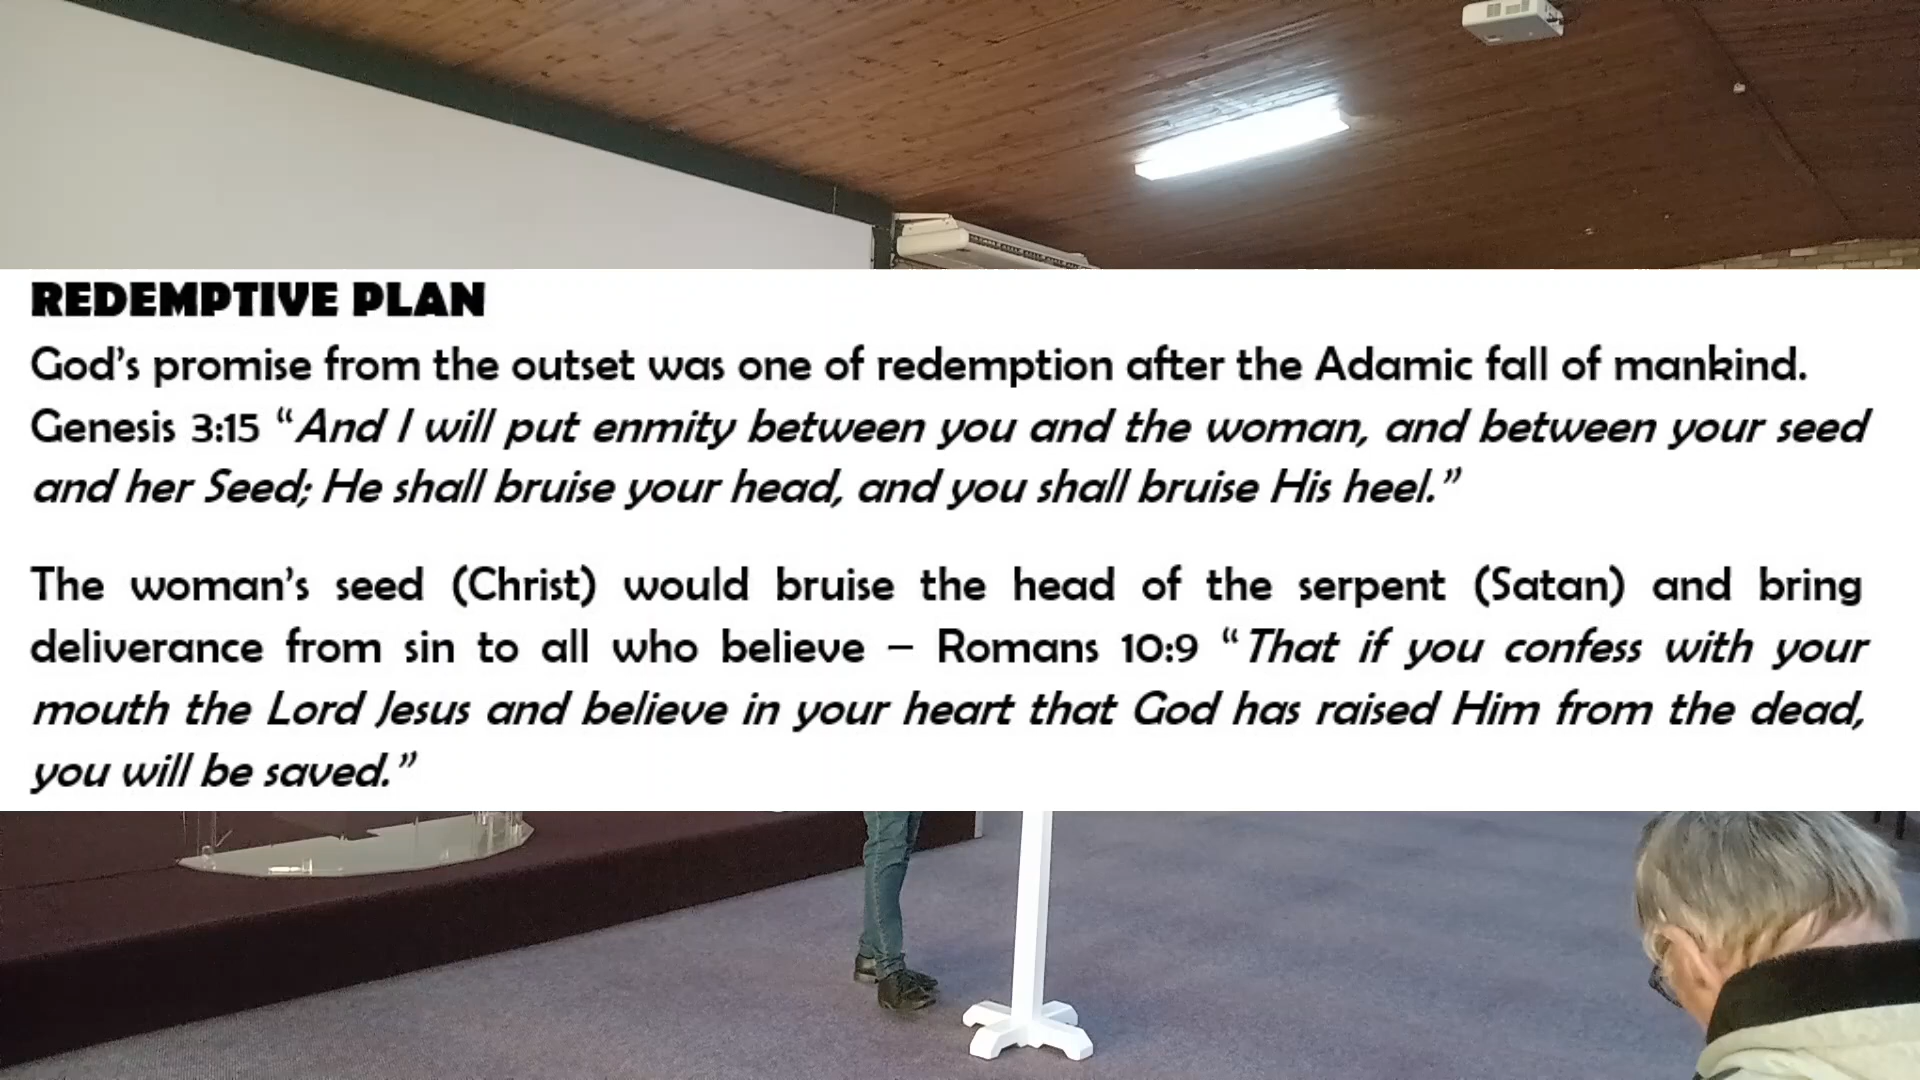 REDEMPTIVE PLAN
God’s promise from the outset was one of redemption after the Adamic fall of mankind.
Genesis 3:15 “And I will put enmity between you and the woman, and between your seed
and her Seed; He shall bruise your head, and you shall bruise His heel.”
The woman’s seed (Christ) would bruise the head of the serpent (Satan) and bring
deliverance from sin to all who believe – Romans 10:9 “That if you confess with your
mouth the Lord Jesus and believe in your heart that God has raised Him from the dead,
you will be saved.”